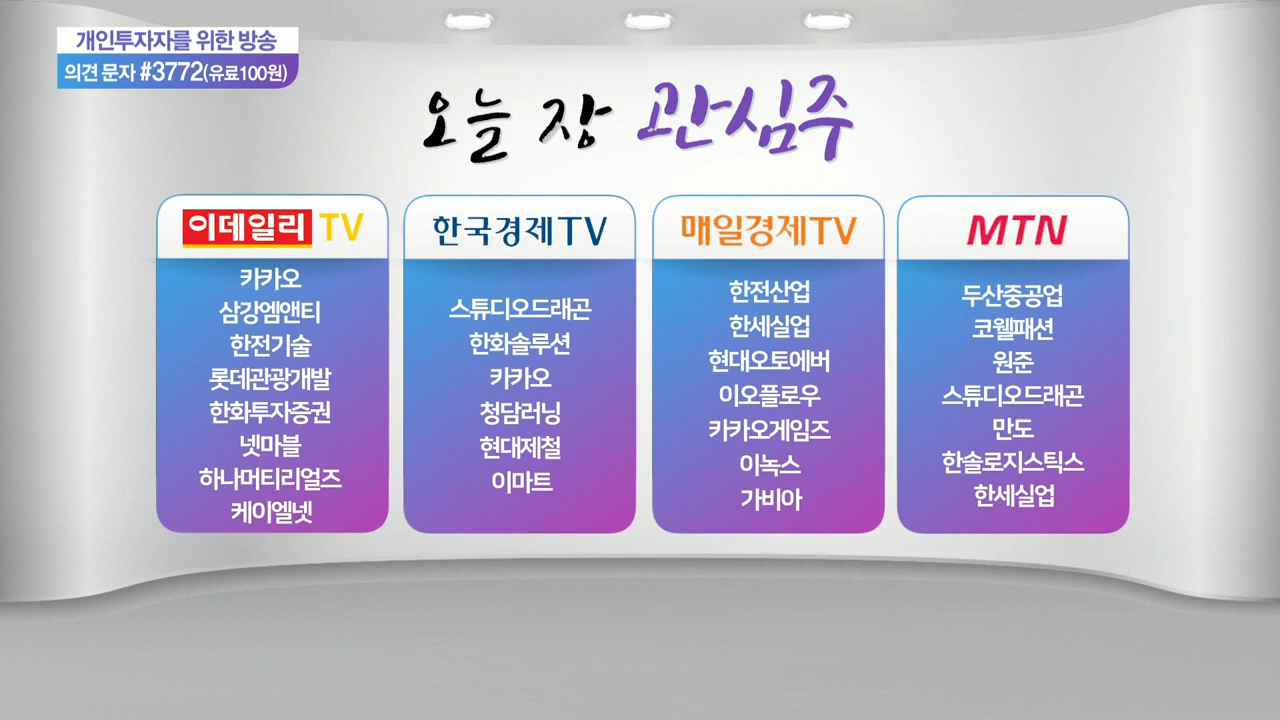 개인투자자를 위한 방송
의견 문자 #3772(유료100원)
오늘 장 관심주
이데일리 TV
카카오
삼강엠앤티
한전기술
롯데관광개발
한화투자증권
넷마블
하나머티리얼즈
케이엘넷
한국경제TV
스튜디오드래곤
한화솔루션
카카오
청담러닝
현대제철
이마트
매일경제TV
한전산업
한세실업
현대오토에버
이오플로우
카카오게임즈
이녹스
가비아
MTN
두산중공업
코웰패션
원준
스튜디오드래곤
만도
한솔로지스틱스
한세실업